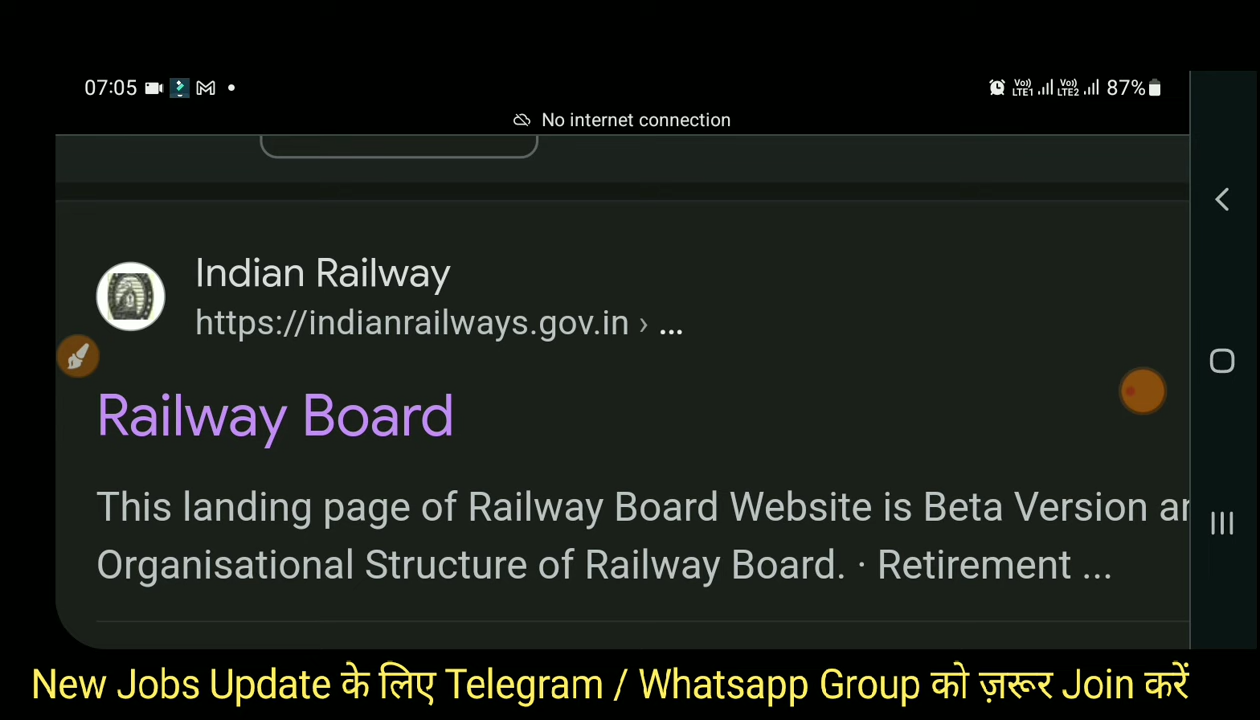 07:05 LTE1 LTE2 87%
No internet connection
Indian Railway
https://indianrailways.gov.in › ...
Railway Board
This landing page of Railway Board Website is Beta Version
Organisational Structure of Railway Board. · Retirement ...
New Jobs Update के लिए Telegram / Whatsapp Group को ज़रूर Join करें